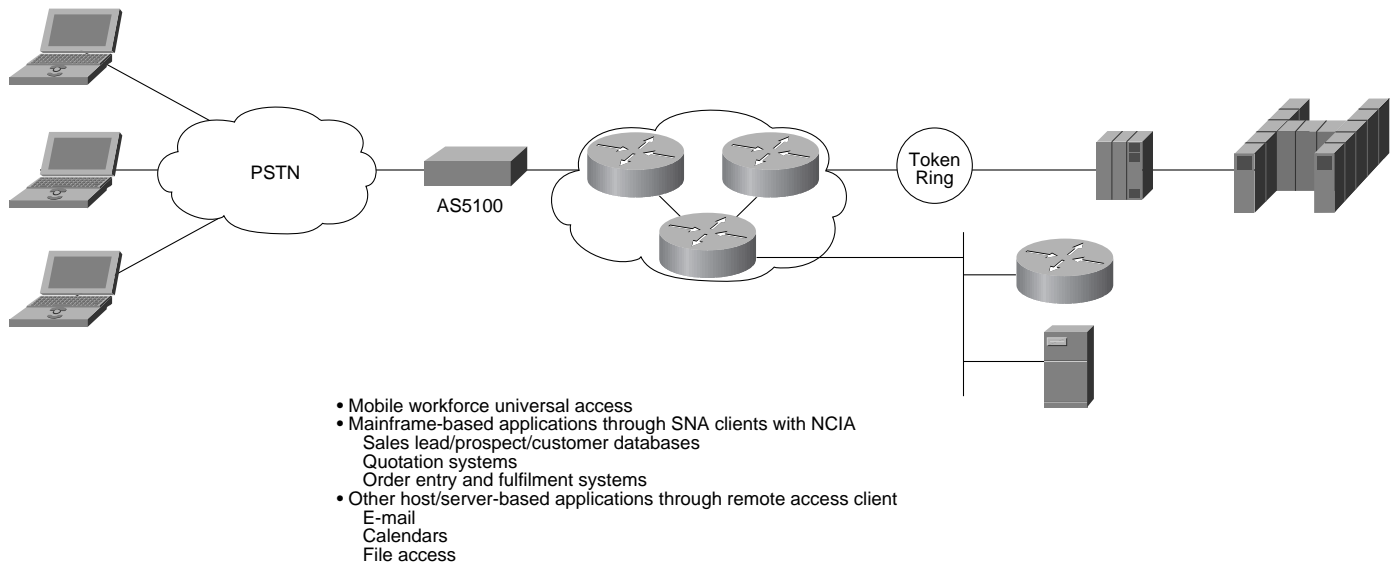 PSTN
AS5100
Token
Ring
• Mobile workforce universal access
• Mainframe-based applications through SNA clients with NCIA
Sales lead/prospect/customer databases
Quotation systems
Order entry and fulfilment systems
• Other host/server-based applications through remote access client
E-mail
Calendars
File access